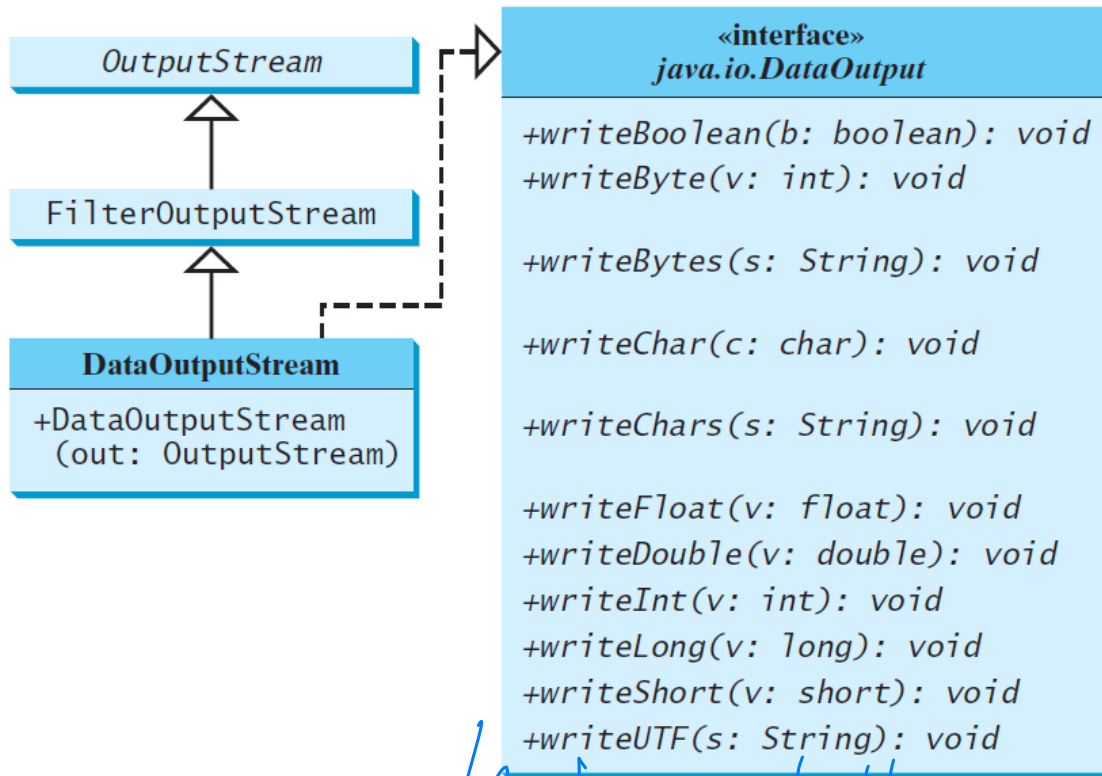 OutputStream
FilterOutputStream
DataOutputStream
+DataOutputStream
(out: OutputStream)
«interface»
java.io.DataOutput
+writeBoolean(b: boolean): void
+writeByte(v: int): void
+writeBytes(s: String): void
+writeChar(c: char): void
+writeChars(s: String): void
+writeFloat(v: float): void
+writeDouble(v: double): void
+writeInt(v: int): void
+writeLong(v: long): void
+writeShort(v: short): void
+writeUTF(s: String): void